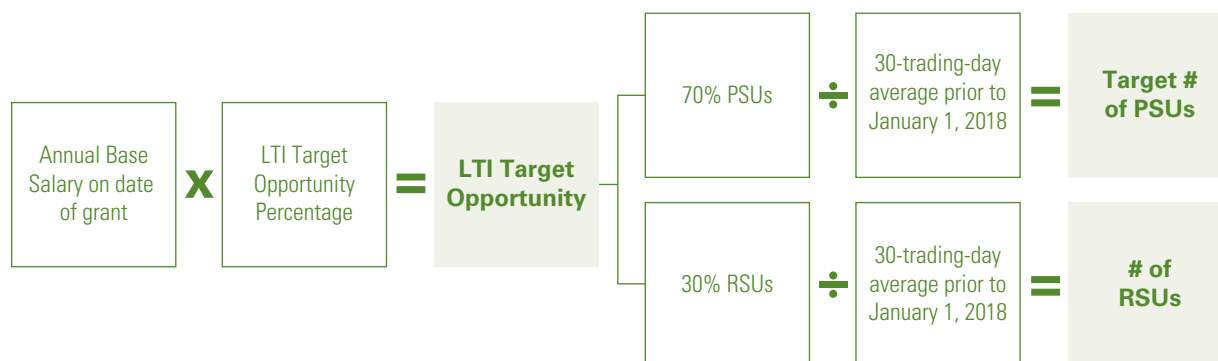 Annual Base
Salary on date
of grant
x
LTI Target
Opportunity
Percentage
=
LTI Target
Opportunity
70% PSUs
÷
30-trading-day
average prior to
January 1, 2018
=
Target #
of PSUs
30% RSUs
÷
30-trading-day
average prior to
January 1, 2018
=
# of
RSUs